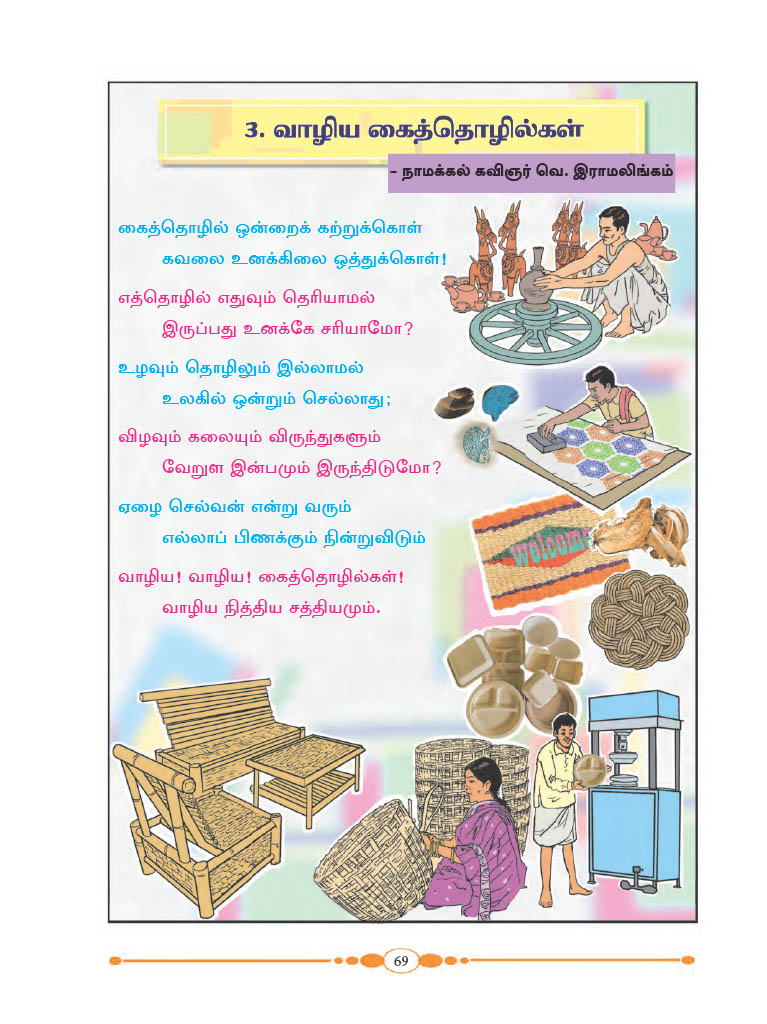 3. வாழிய கைத்தொழில்கள்
– நாமக்கல் கவிஞர் வெ. இராமலிங்கம்
கைத்தொழில் ஒன்றைக் கற்றுக்கொள்
கவலை உனக்கிலை ஒத்துக்கொள்!
எத்தொழில் எதுவும் தெரியாமல்
இருப்பது உனக்கே சரியாமோ?
உழவும் தொழிலும் இல்லாமல்
உலகில் ஒன்றும் செல்லாது;
விழவும் கலையும் விருந்துகளும்
வேறுள இன்பமும் இருந்திடுமோ?
ஏழை செல்வன் என்று வரும்
எல்லாப் பிணக்கும் நின்றுவிடும்
வாழிய! வாழிய! கைத்தொழில்கள்!
வாழிய நித்திய சத்தியமும்.
welcome
69